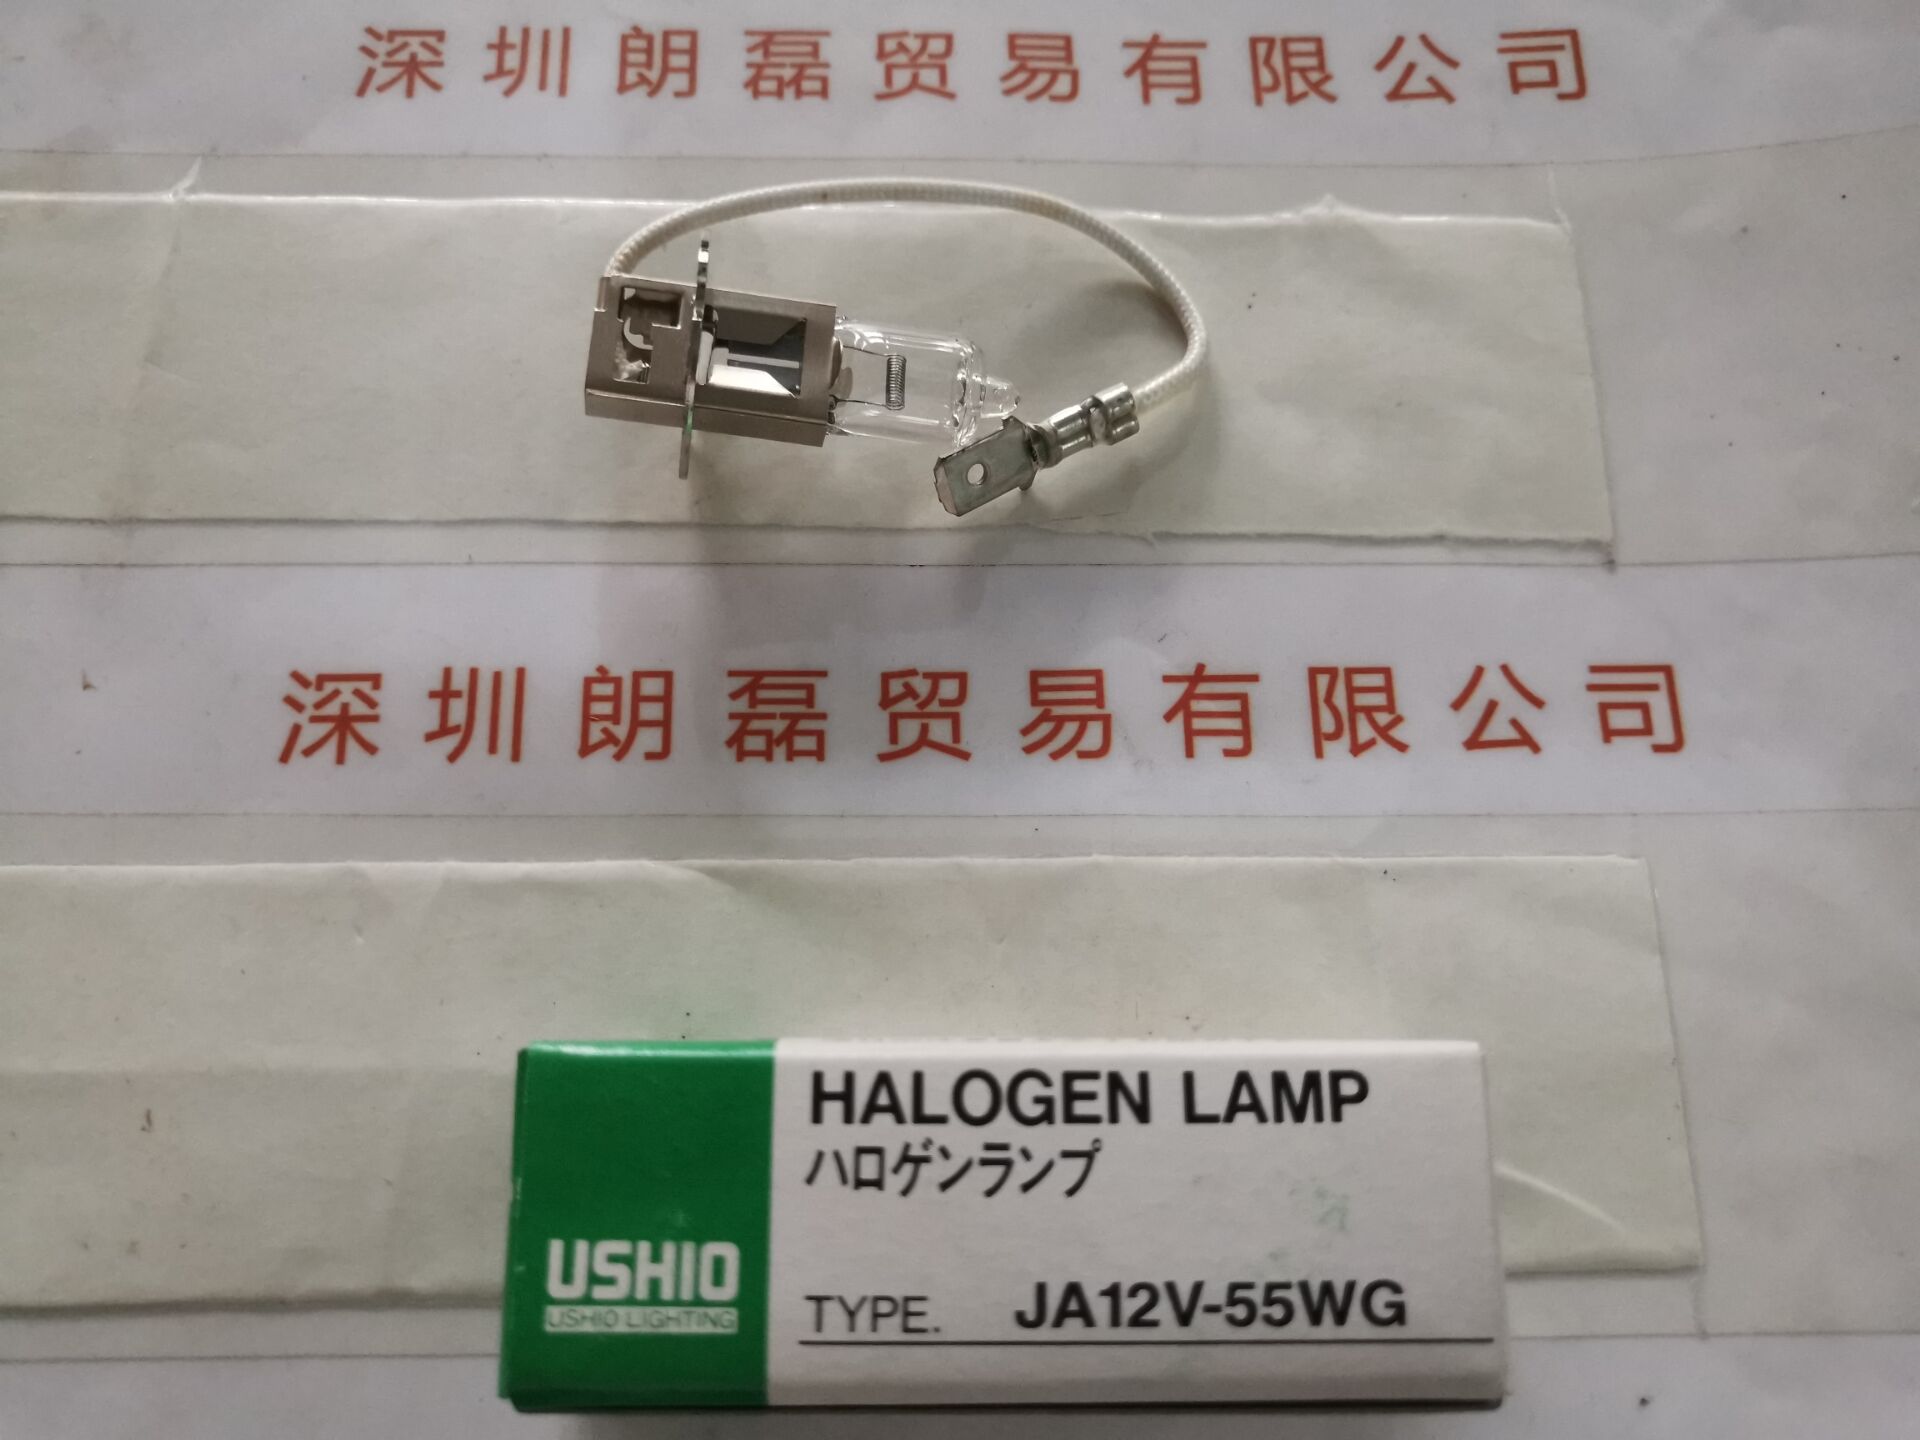 深圳朗磊贸易有限公司
深圳朗磊贸易有限公司
HALOGEN LAMP
ハロゲンランプ
USHIO
USHIO LIGHTING
TYPE. JA12V-55WG